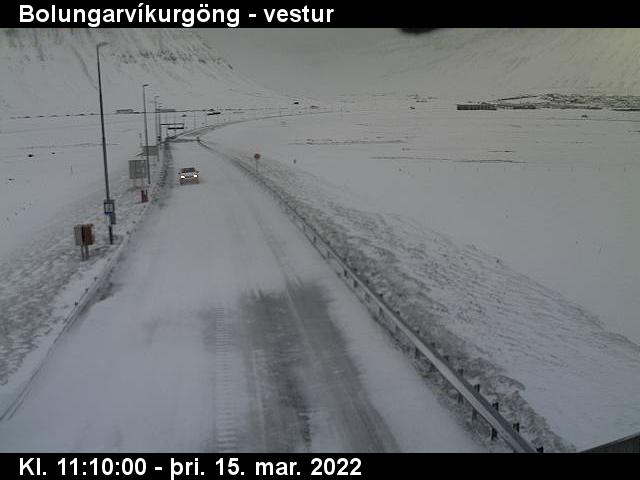 Bolungarvíkurgöng - vestur
Kl. 11:10:00 - þri. 15. mar. 2022